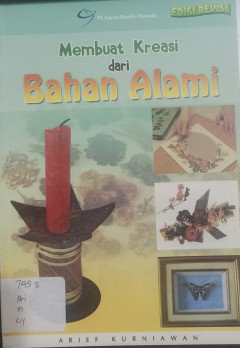 EDISI REVISI
Membuat Kreasi
dari
Bahan Alami
745.5
ARIEF KURNIAWAN